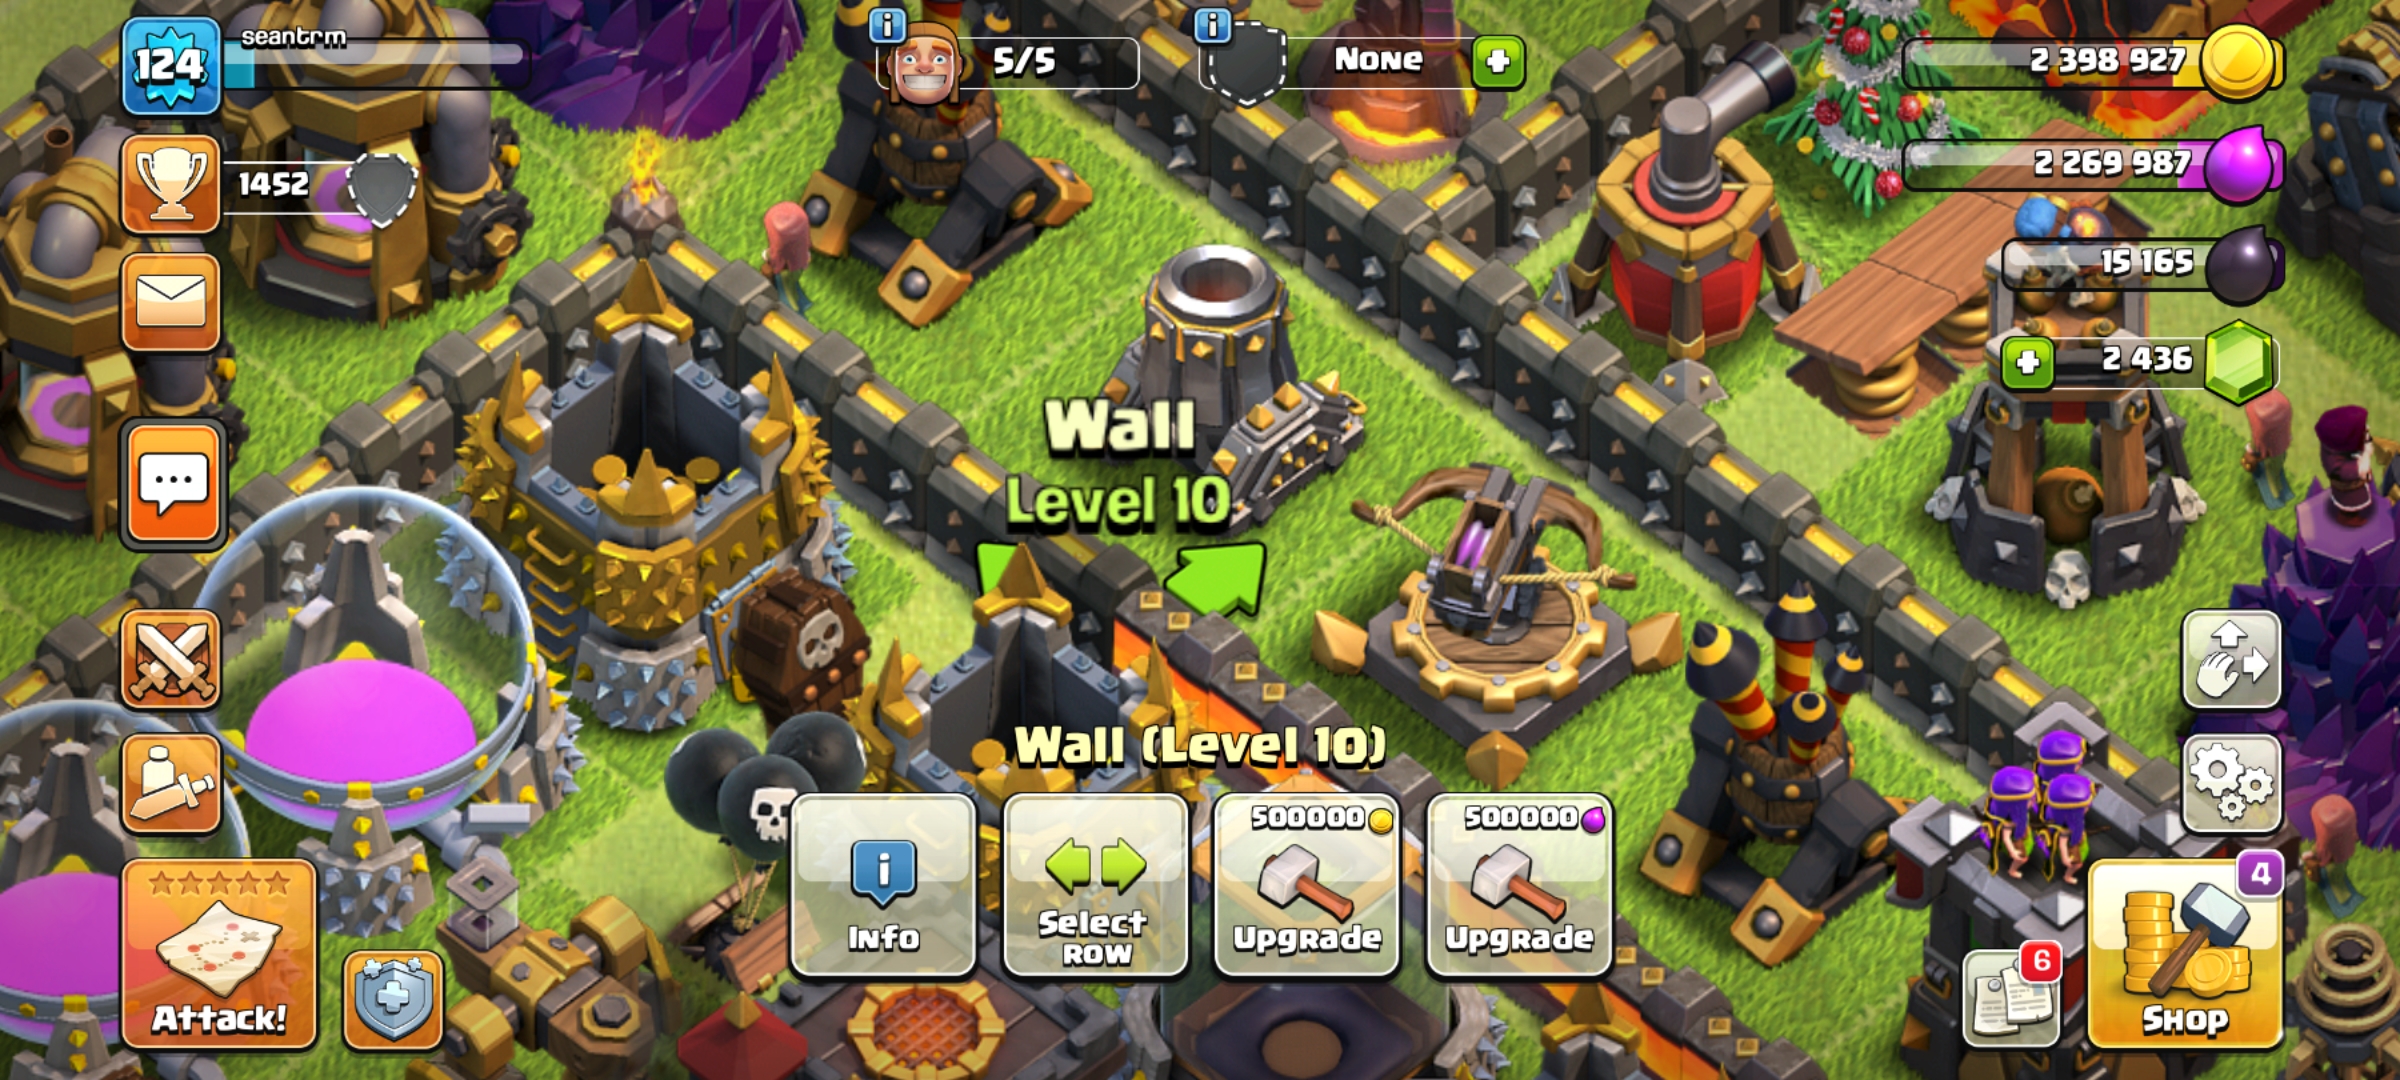 124
seantrm
5/5
None
2 398 927
1452
2 269 987
15 165
2 436
Wall
Level 10
Wall (Level 10)
500000
500000
Info
Select
Row
Upgrade
Upgrade
Attack!
6
4
Shop